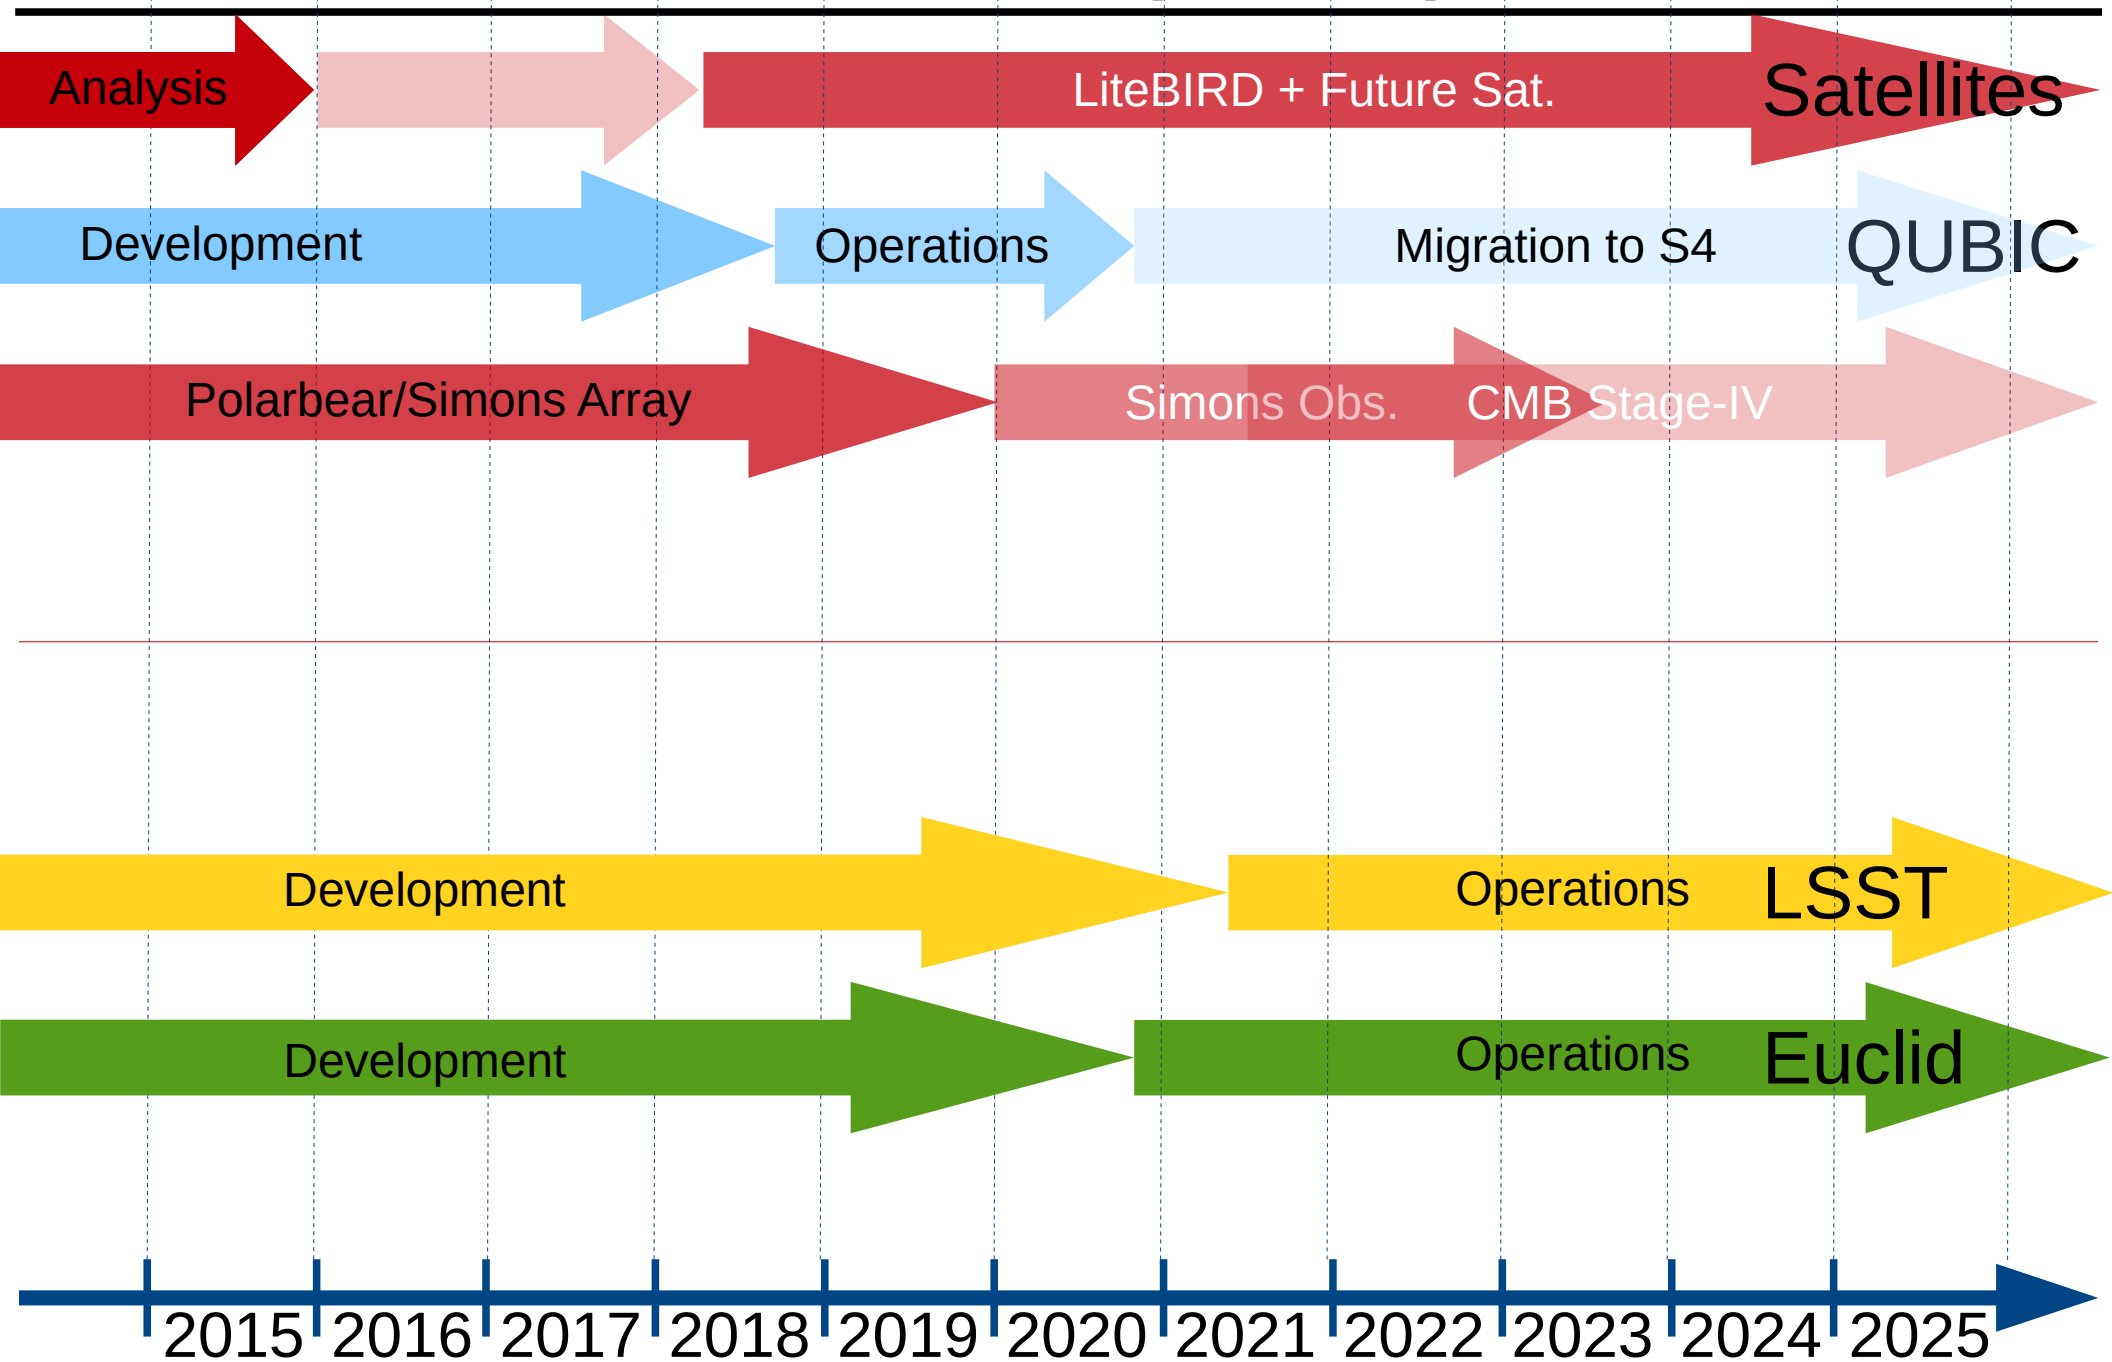 Analysis
LiteBIRD + Future Sat.
Satellites
Development
Operations
Migration to S4
QUBIC
Polarbear/Simons Array
Simons Obs.
CMB Stage-IV
Development
Operations
LSST
Development
Operations
Euclid
2015 2016 2017 2018 2019 2020 2021 2022 2023 2024 2025